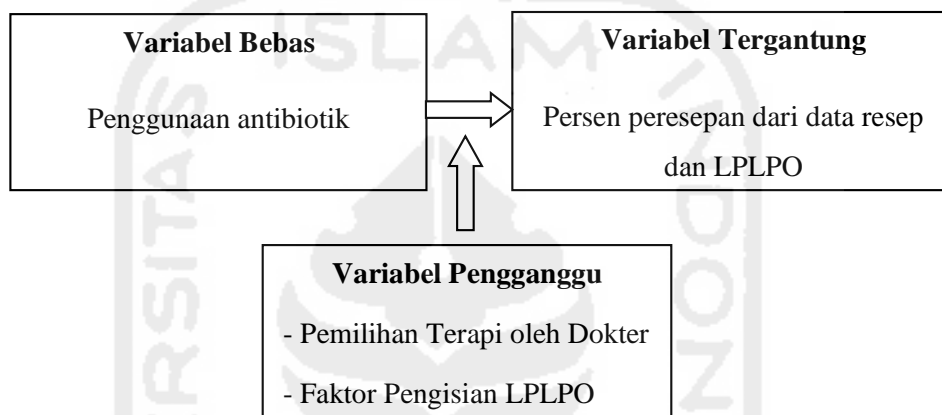 Variabel Bebas
Penggunaan antibiotik
Variabel Tergantung
Persen peresepan dari data resep
dan LPLPO
Variabel Pengganggu
- Pemilihan Terapi oleh Dokter
- Faktor Pengisian LPLPO
ISLAM